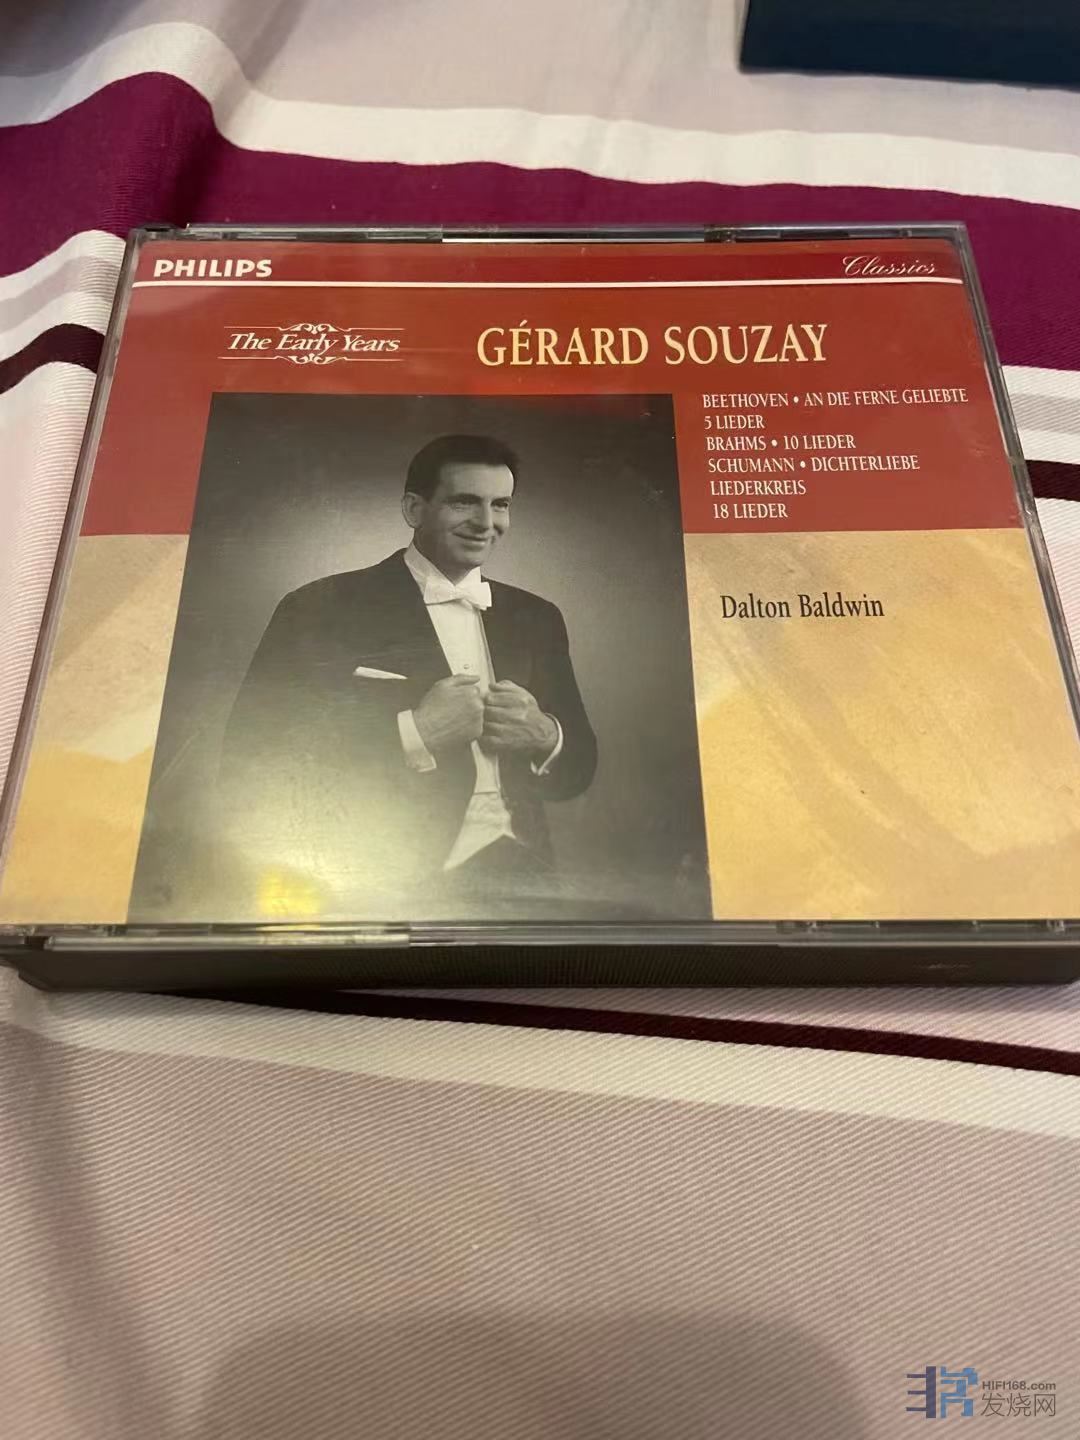 PHILIPS
Classics
The Early Years
GÉRARD SOUZAY
BEETHOVEN • AN DIE FERNE GELIEBTE
5 LIEDER
BRAHMS • 10 LIEDER
SCHUMANN • DICHTERLIEBE
LIEDERKREIS
18 LIEDER
Dalton Baldwin
HIFI168.com
发烧网